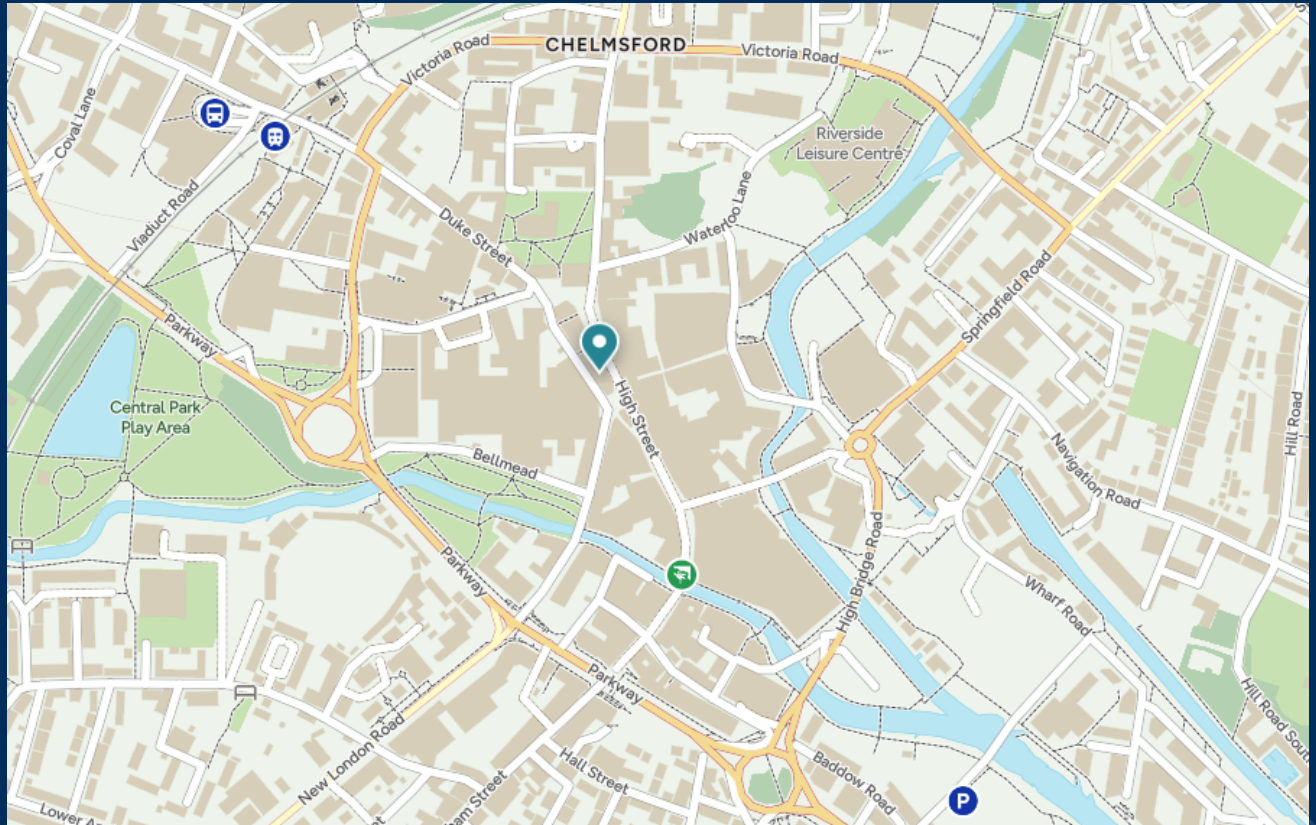 CHELMSFORD
Victoria Road
Victoria Road
Coval Lane
Riverside
Leisure Centre
Viaduct Road
Duke Street
Waterloo Lane
Springfield Road
Parkway
Central Park
Play Area
High Street
Hill Road
Bellmead
Navigation Road
High Bridge Road
Parkway
Wharf Road
Parkway
Hill Road South
New London Road
Hall Street
Baddow Road
P
Street
Lower